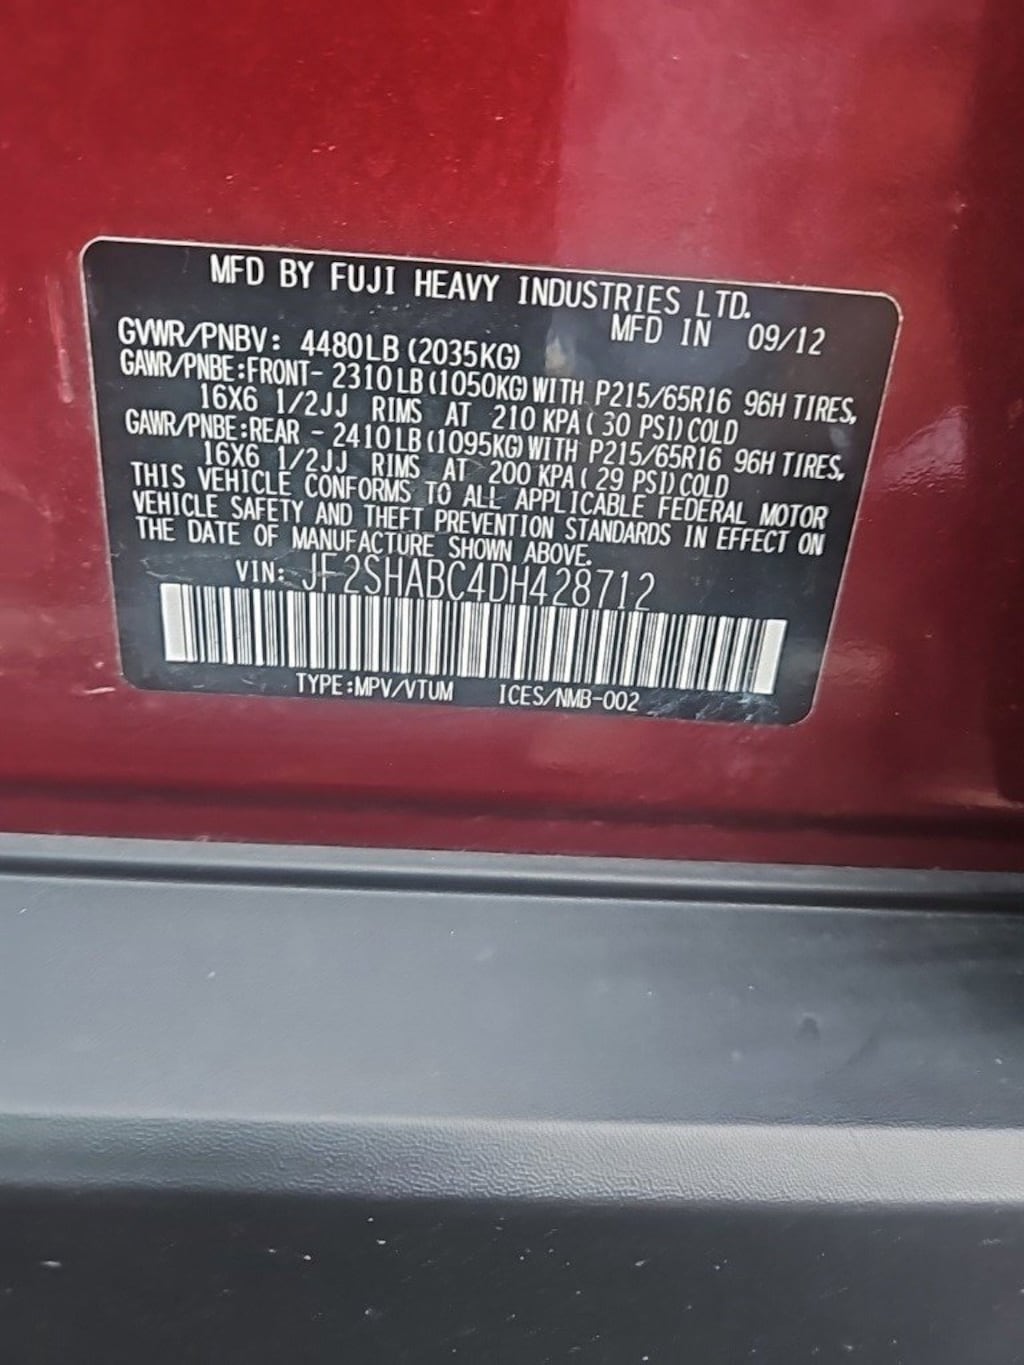 MFD BY FUJI HEAVY INDUSTRIES LTD.
MFD IN 09/12
GVWR/PNBV: 4480LB (2035KG)
GAWR/PNBE:FRONT- 2310LB (1050KG) WITH P215/65R16 96H TIRES,
16X6 1/2JJ RIMS AT 210 KPA ( 30 PSI) COLD
GAWR/PNBE:REAR - 2410LB (1095KG) WITH P215/65R16 96H TIRES,
16X6 1/2JJ RIMS AT 200 KPA ( 29 PSI) COLD
THIS VEHICLE CONFORMS TO ALL APPLICABLE FEDERAL MOTOR
VEHICLE SAFETY AND THEFT PREVENTION STANDARDS IN EFFECT ON
THE DATE OF MANUFACTURE SHOWN ABOVE.
VIN: JF2SHABC4DH428712
TYPE:MPV/VTUM ICES/NMB-002